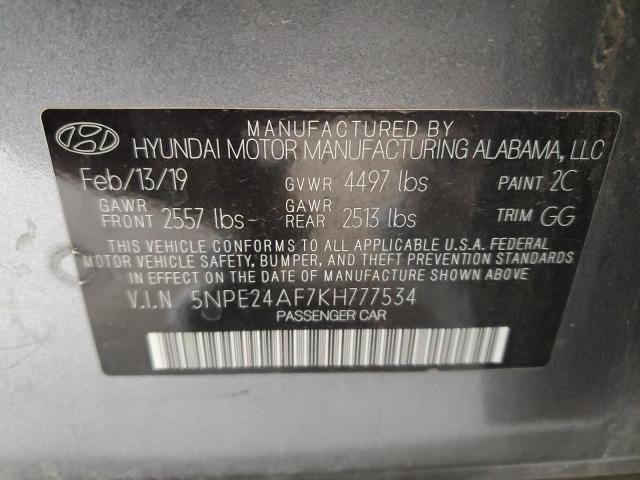 MANUFACTURED BY
HYUNDAI MOTOR MANUFACTURING ALABAMA, LLC
Feb/13/19 GVWR 4497 lbs PAINT 2C
GAWR FRONT 2557 lbs GAWR REAR 2513 lbs TRIM GG
THIS VEHICLE CONFORMS TO ALL APPLICABLE U.S.A. FEDERAL
MOTOR VEHICLE SAFETY, BUMPER, AND THEFT PREVENTION STANDARDS
IN EFFECT ON THE DATE OF MANUFACTURE SHOWN ABOVE
V.I.N 5NPE24AF7KH777534
PASSENGER CAR